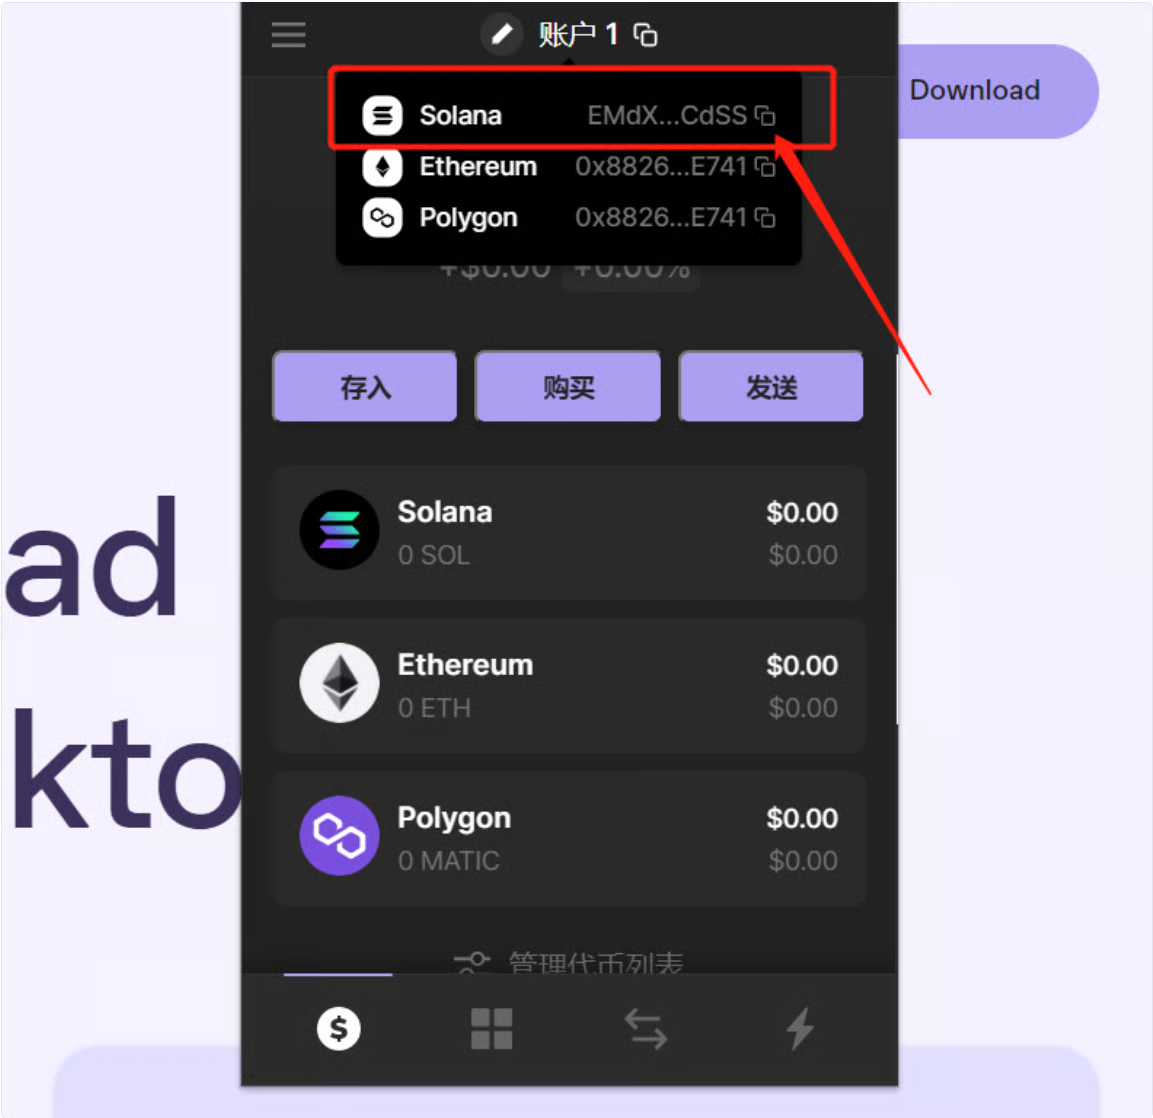 账户 1
Download
Solana EMdX...CdSS
Ethereum 0x8826...E741
Polygon 0x8826...E741
+$0.00 +0.00%
存入 购买 发送
Solana $0.00
0 SOL $0.00
ad
Ethereum $0.00
0 ETH $0.00
kto
Polygon $0.00
0 MATIC $0.00
管理代币列表